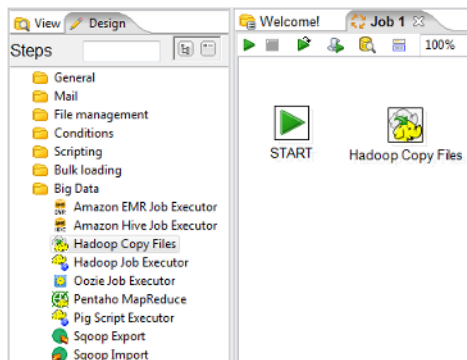 View Design
Steps
General
Mail
File management
Conditions
Scripting
Bulk loading
Big Data
Amazon EMR Job Executor
Amazon Hive Job Executor
Hadoop Copy Files
Hadoop Job Executor
Oozie Job Executor
Pentaho MapReduce
Pig Script Executor
Sqoop Export
Sqoop Import
Welcome! Job 1
100%
START
Hadoop Copy Files